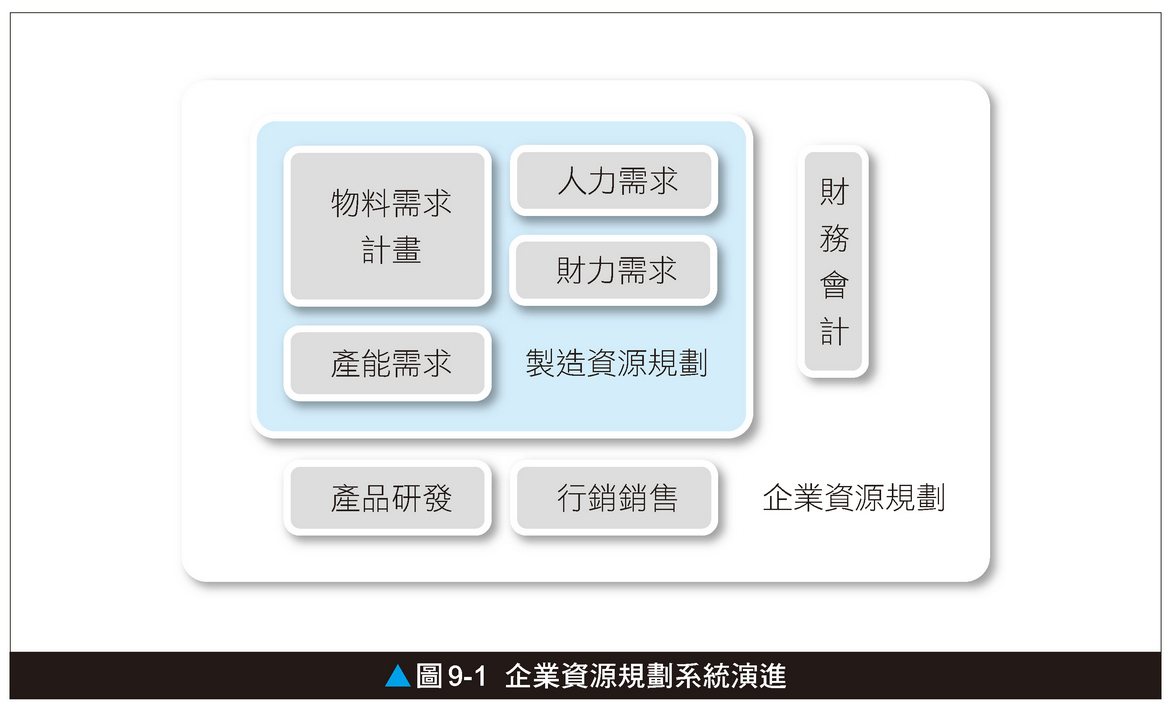 物料需求
計畫
人力需求
財力需求
產能需求
製造資源規劃
財務會計
產品研發
行銷銷售
企業資源規劃
▲圖9-1 企業資源規劃系統演進